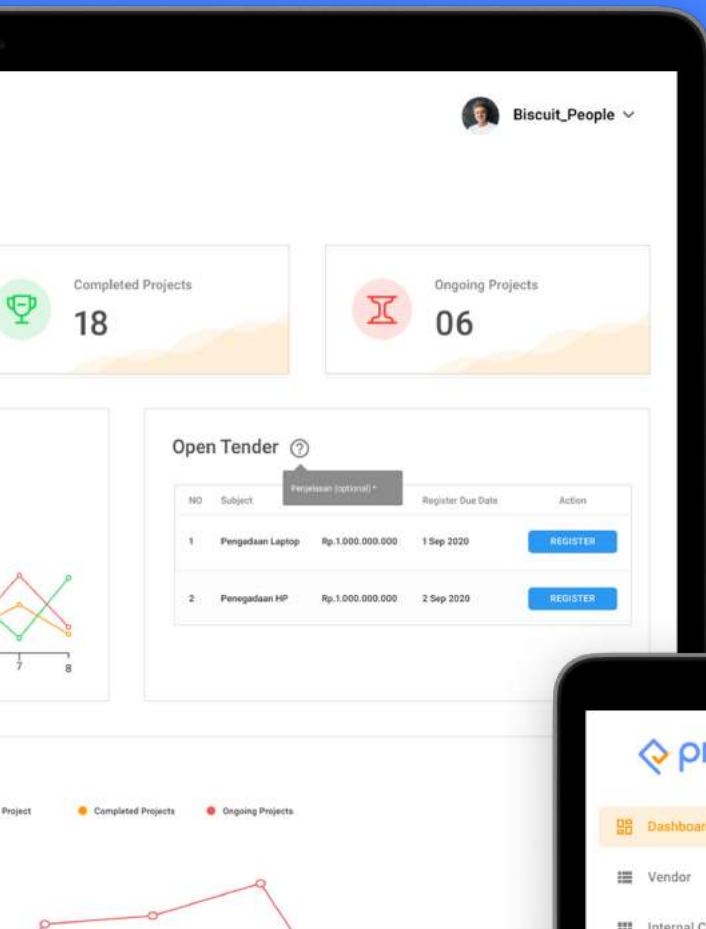 Biscuit_People
Completed Projects
18
Ongoing Projects
06
Open Tender ?
Penjelasan (optional) *
NO Subject Register Due Date Action
1 Pengadaan Laptop Rp.1.000.000.000 1 Sep 2020 REGISTER
2 Penegadaan HP Rp.1.000.000.000 2 Sep 2020 REGISTER
7 8
Project Completed Projects Ongoing Projects
Dashboar
Vendor
Internal C